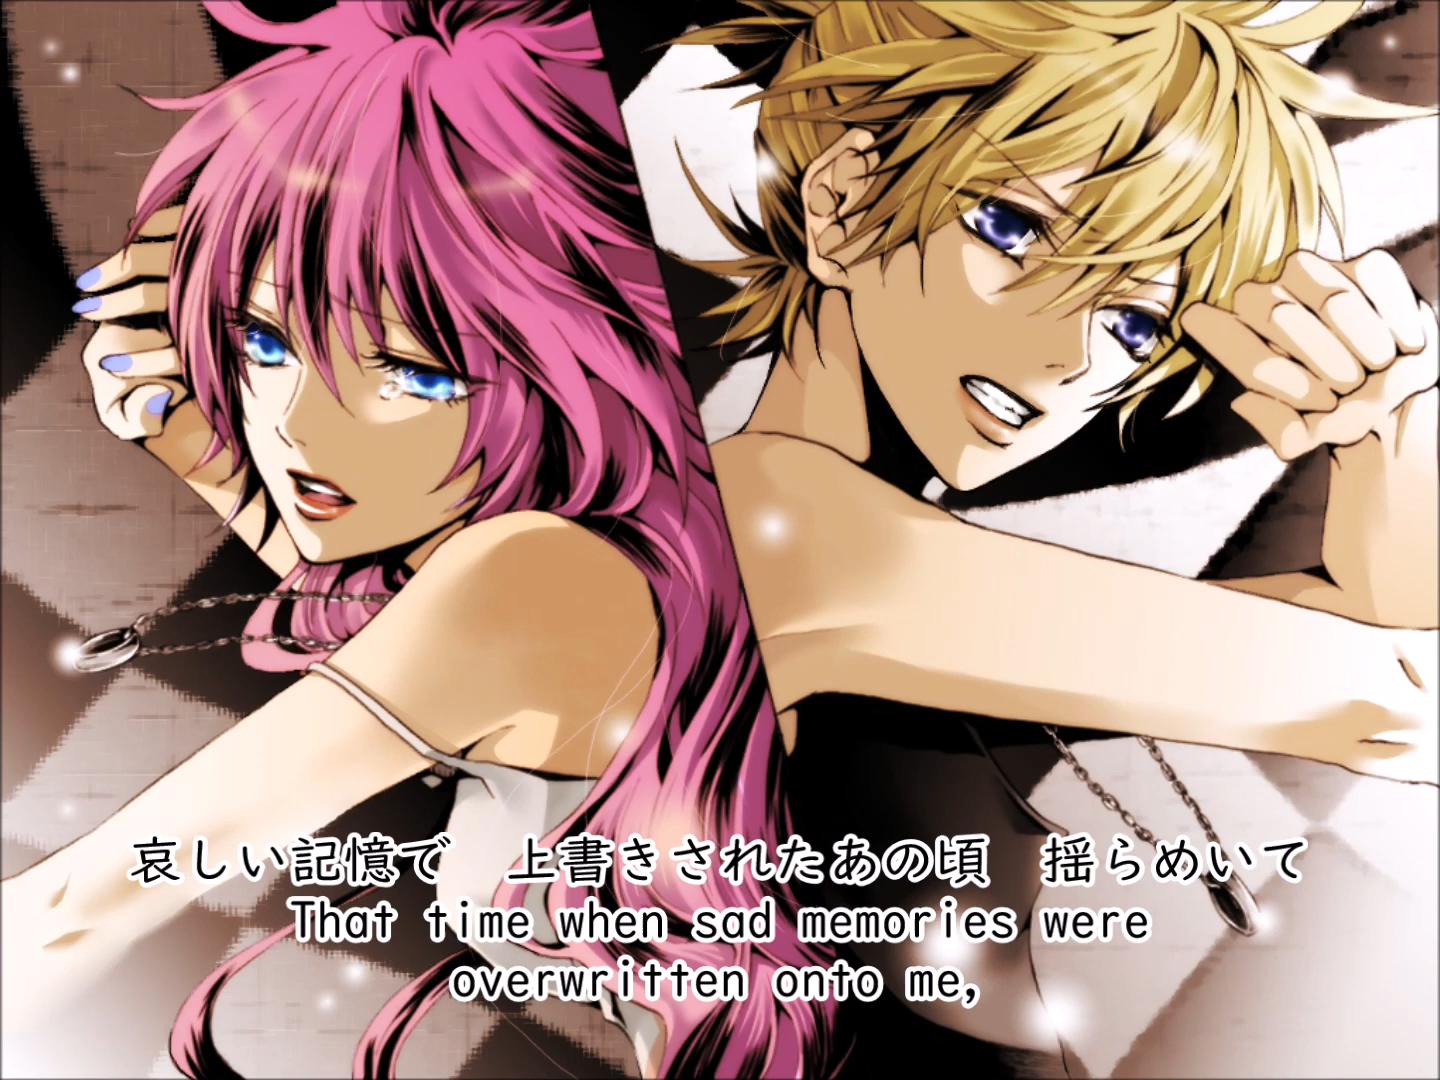 哀しい記憶で　上書きされたあの頃　揺らめいて
That time when sad memories were
overwritten onto me,